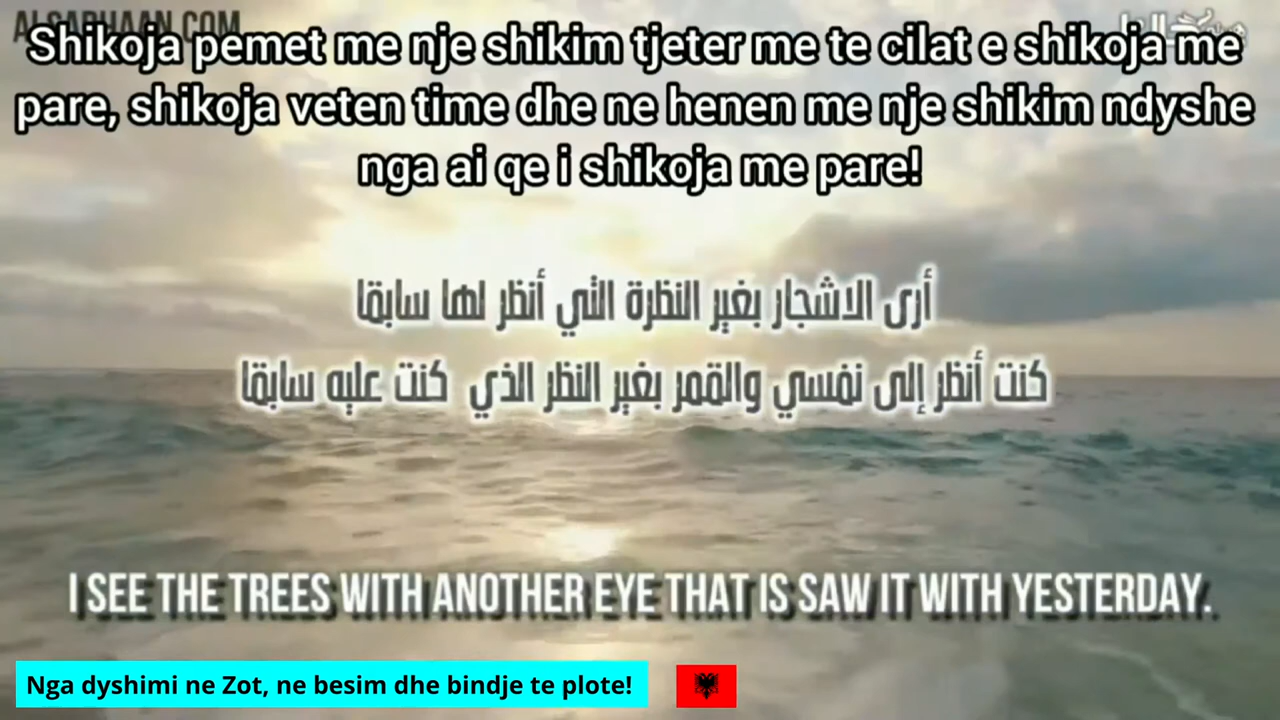 ALSARHAAN.COM
Shikoja pemet me nje shikim tjeter me te cilat e shikoja me
pare, shikoja veten time dhe ne henen me nje shikim ndyshe
nga ai qe i shikoja me pare!
أرى الاشجار بغير النظرة التي أنظر لها سابقا
كنت أنظر إلى نفسي والقمر بغير النظر الذي كنت عليه سابقا
I SEE THE TREES WITH ANOTHER EYE THAT IS SAW IT WITH YESTERDAY.
Nga dyshimi ne Zot, ne besim dhe bindje te plote!